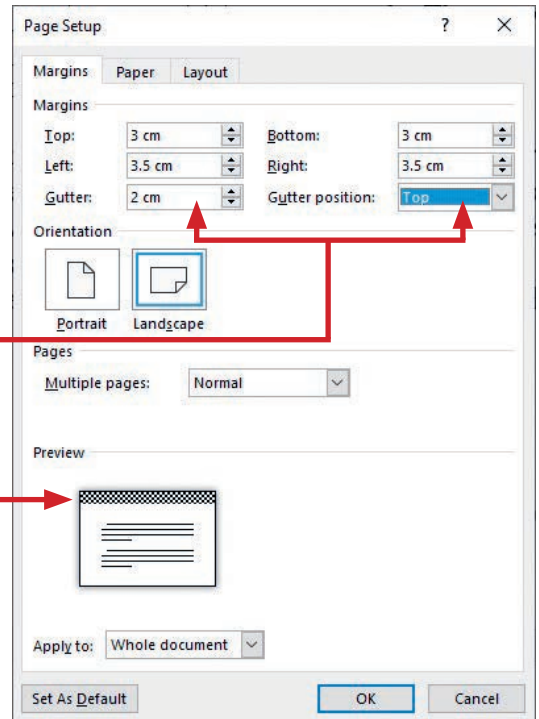 Page Setup ? ×
Margins Paper Layout
Margins
Top: 3 cm Bottom: 3 cm
Left: 3.5 cm Right: 3.5 cm
Gutter: 2 cm Gutter position: Top
Orientation
Portrait Landscape
Pages
Multiple pages: Normal
Preview
Apply to: Whole document
Set As Default OK Cancel